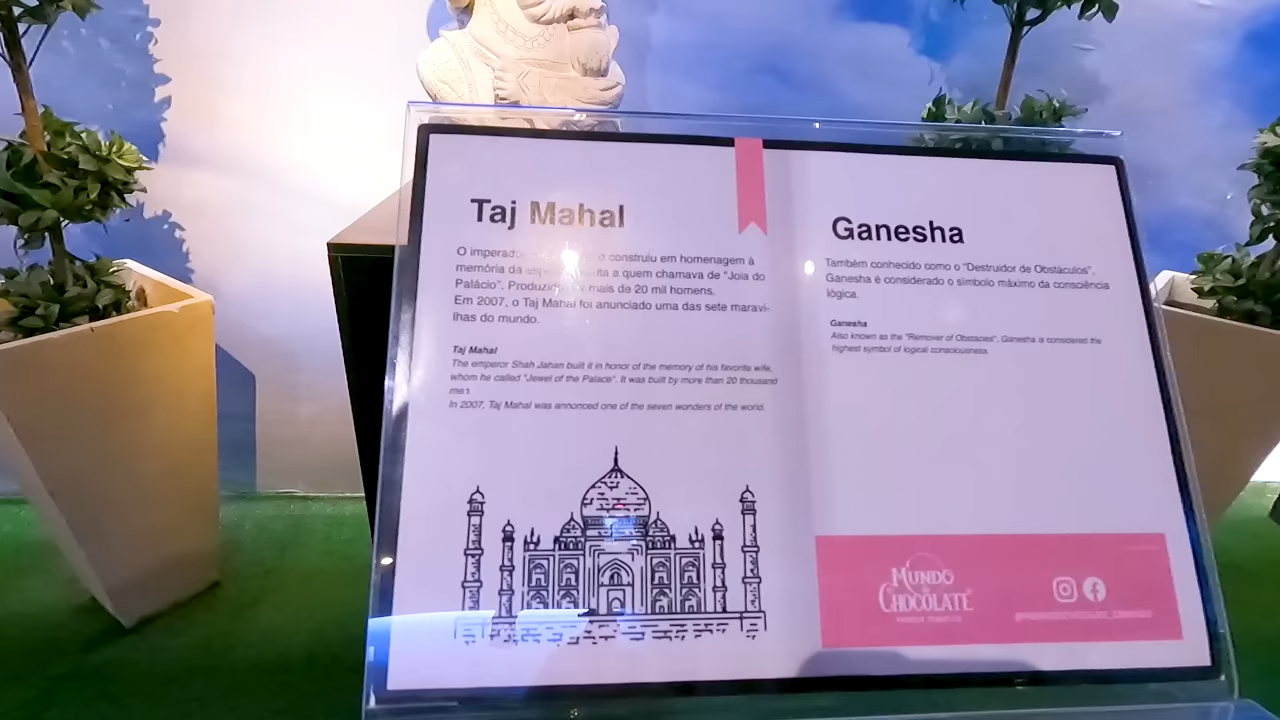 Taj Mahal
O imperador o construiu em homenagem à
memória da a quem chamava de "Joia do
Palácio". mais de 20 mil homens.
Em 2007, o Taj Mahal foi anunciado uma das sete maravi-
lhas do mundo.
Taj Mahal
The emperor Shah Jahan built it in honor of the memory of his favorite wife,
whom he called "Jewel of the Palace". It was built by more than 20 thousand
In 2007, Taj Mahal was annonced one of the seven wonders of the world.
Ganesha
Também conhecido como o "Destruidor de Obstáculos",
Ganesha é considerado o símbolo máximo da consciência
lógica.
Ganesha
Also known as the "Remover of Obstacles", Ganesha is considered the
highest symbol of logical consciousness.
MUNDO
CHOCOLATE